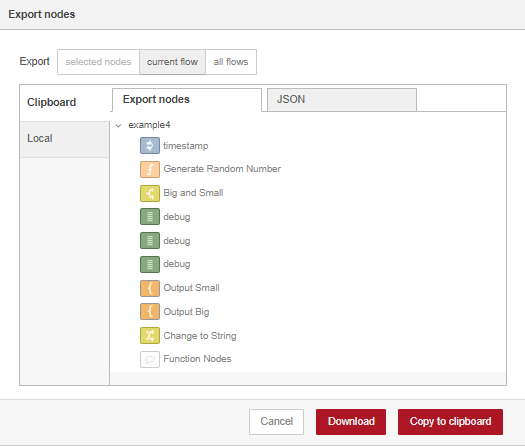 Export nodes
Export selected nodes current flow all flows
Clipboard
Local
Export nodes JSON
example4
timestamp
Generate Random Number
Big and Small
debug
debug
debug
Output Small
Output Big
Change to String
Function Nodes
Cancel Download Copy to clipboard